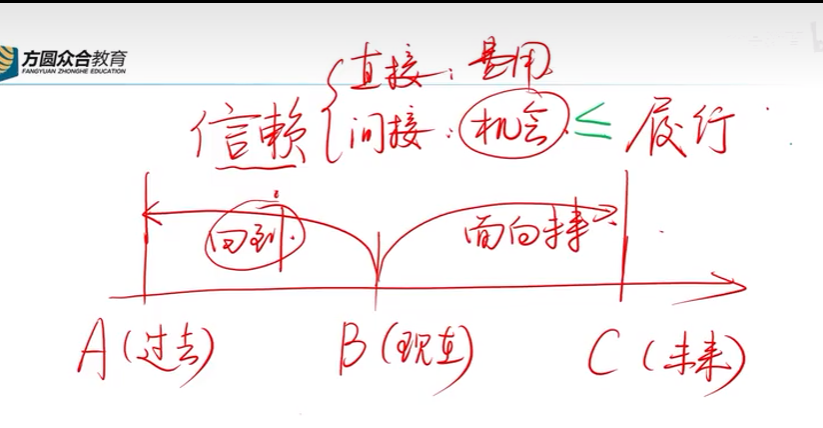 方圆众合教育
FANGYUAN ZHONGHE EDUCATION
直接：费用
信赖 间接：机会 ≤ 履行
回到 面向未来
A（过去） B（现在） C（未来）